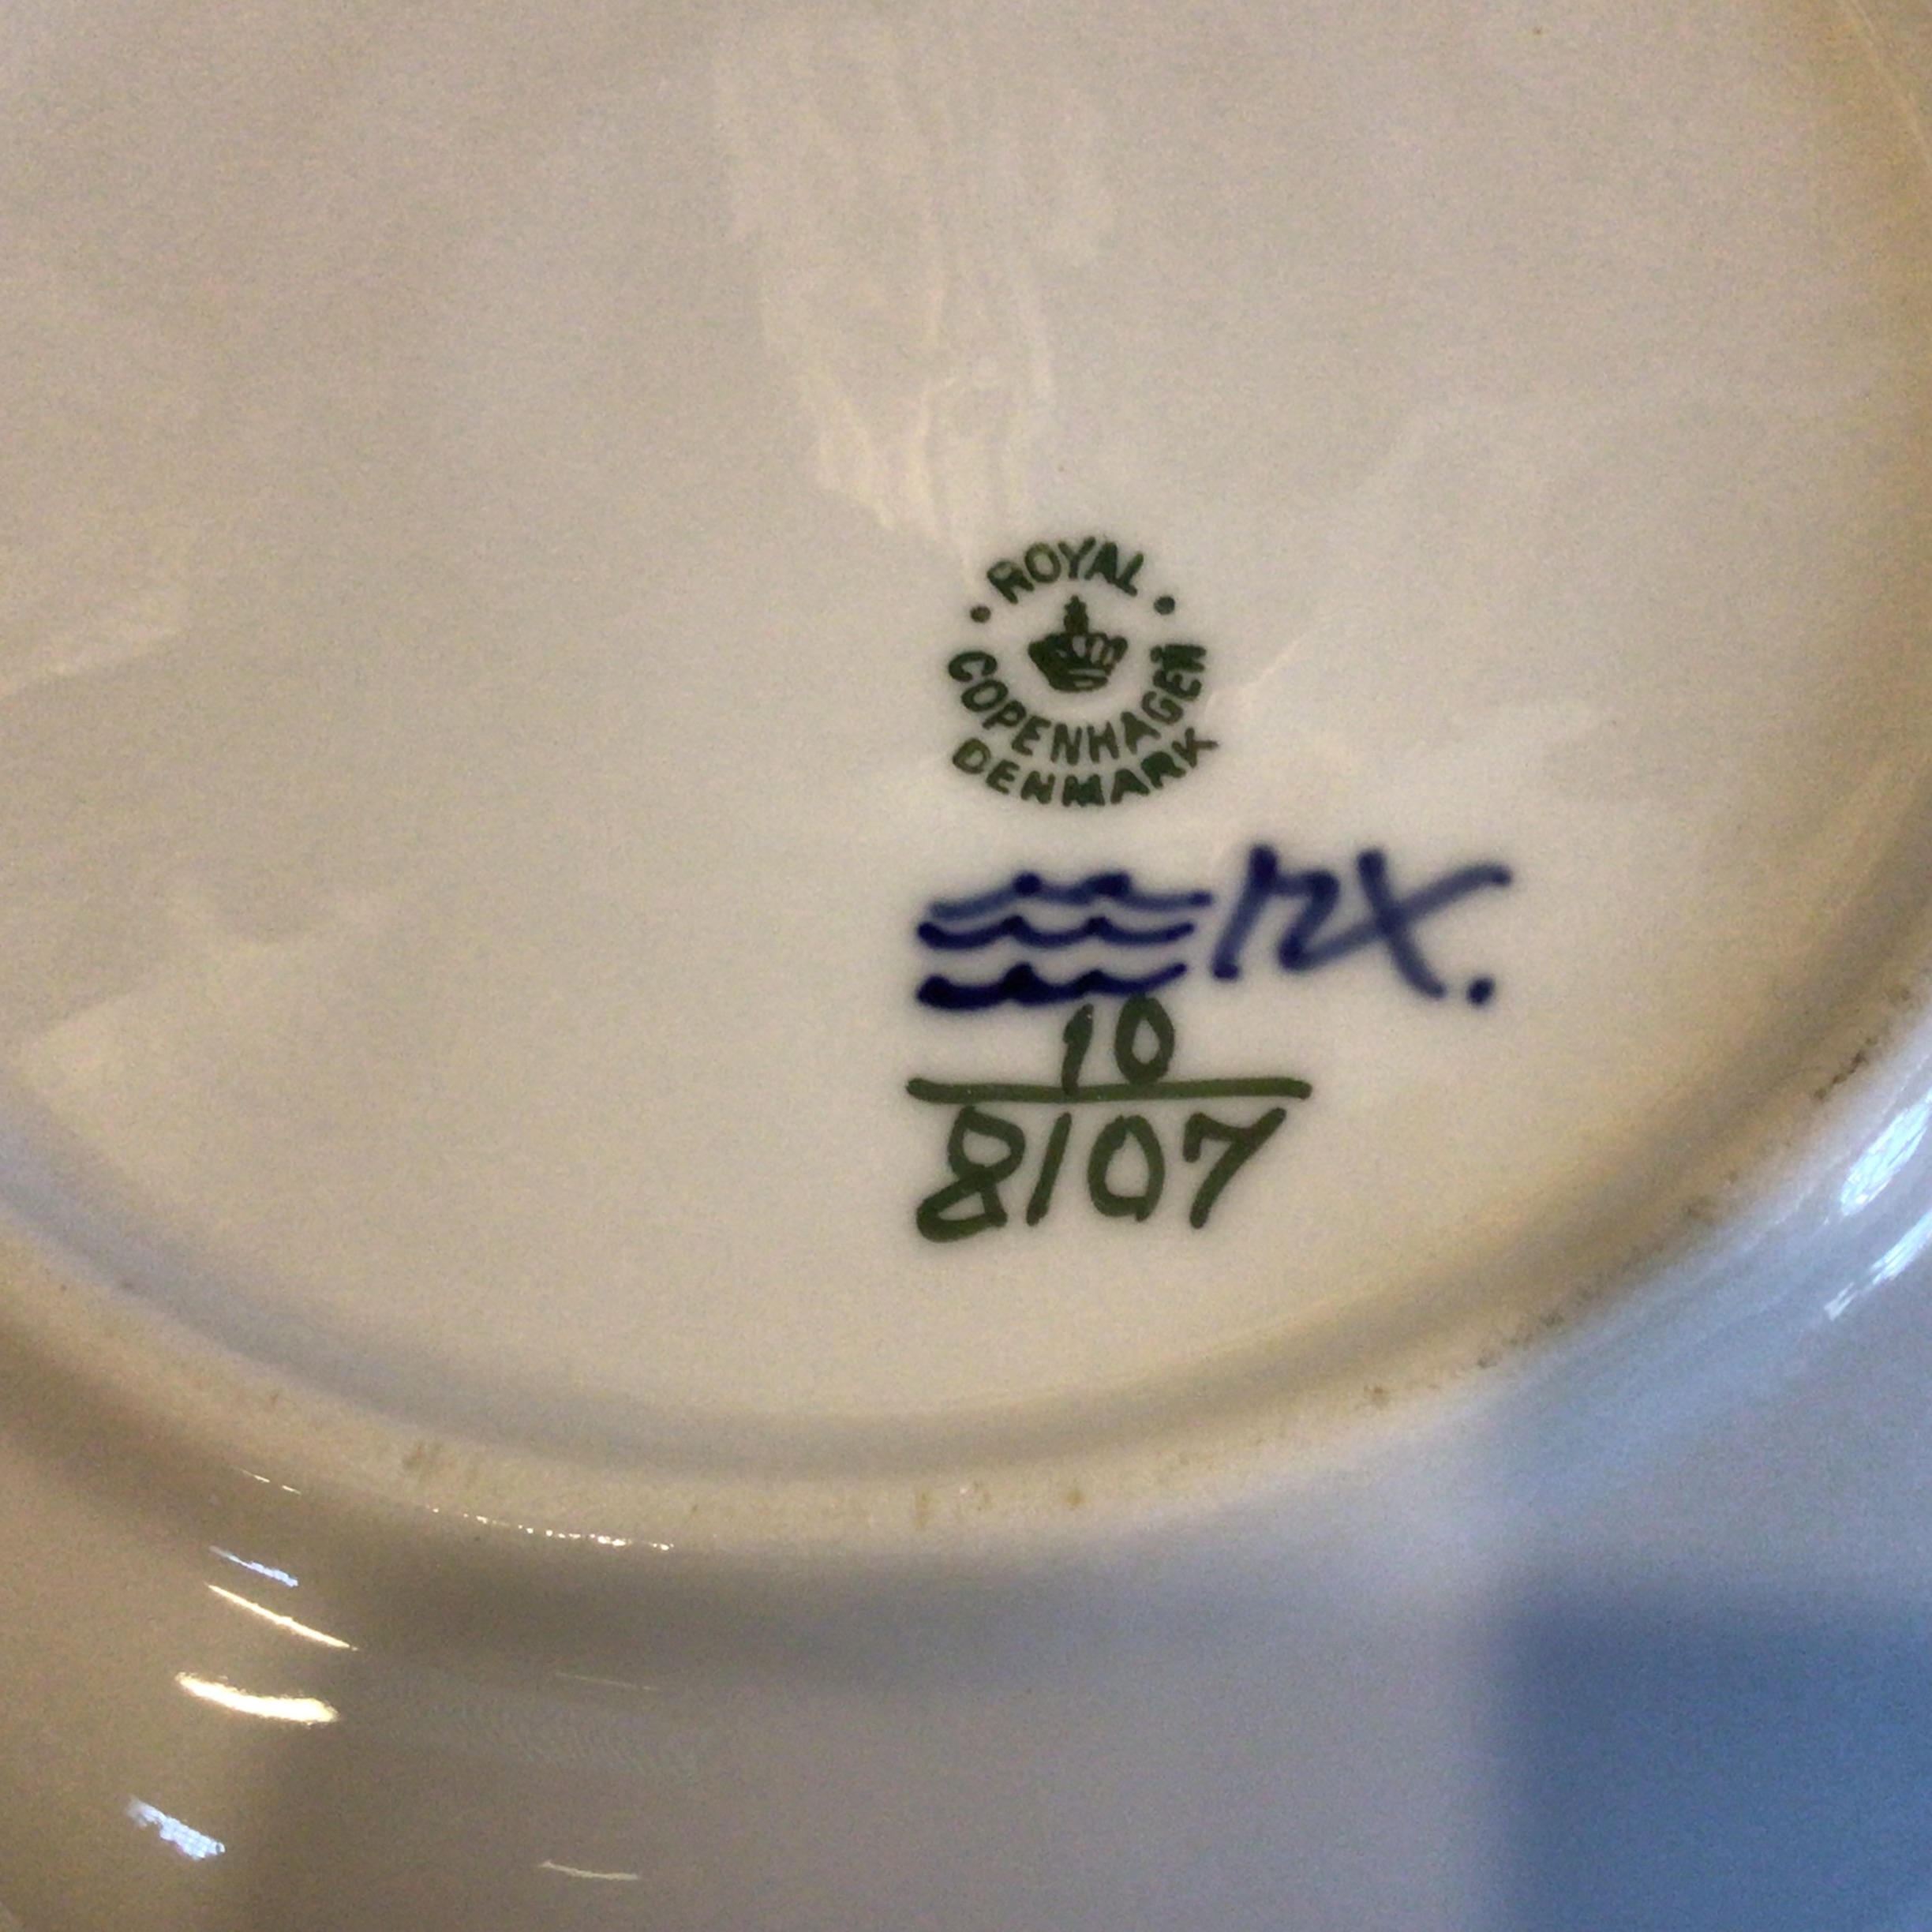 · ROYAL ·
COPENHAGEN
DENMARK
10
8107